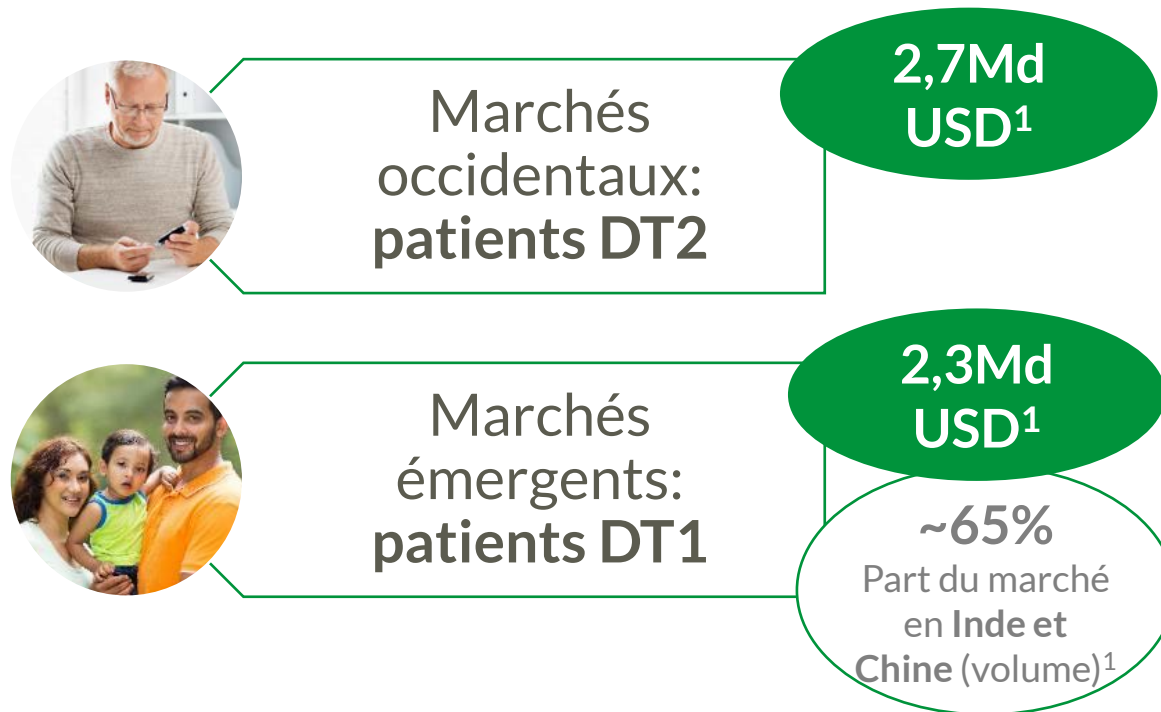 Marchés
occidentaux:
patients DT2
2,7Md
USD¹
Marchés
émergents:
patients DT1
2,3Md
USD¹
~65%
Part du marché
en Inde et
Chine (volume)¹